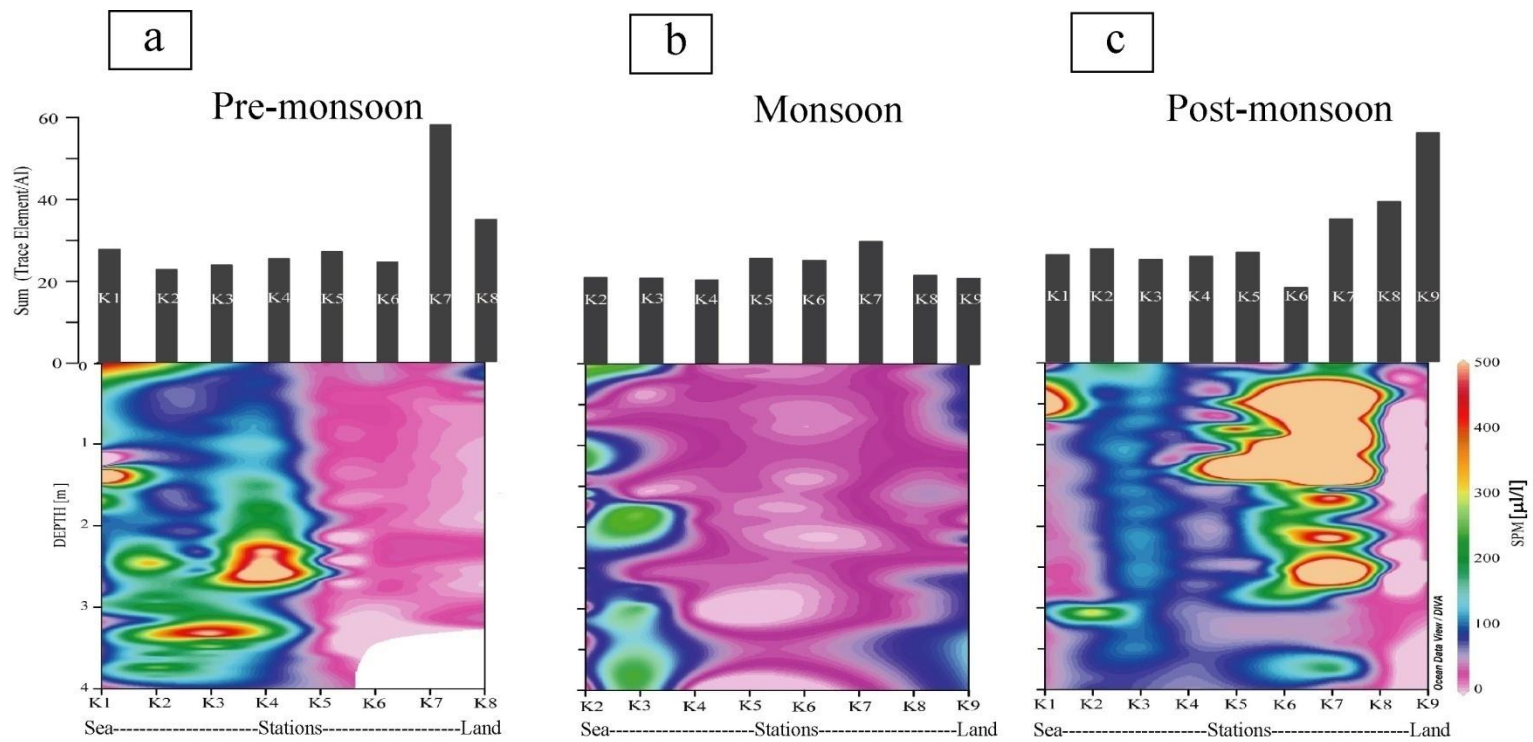 a
b
c
Pre-monsoon
Monsoon
Post-monsoon
Sum (Trace Element/Al)
60
40
20
0
K1
K2
K3
K4
K5
K6
K7
K8
K2
K3
K4
K5
K6
K7
K8
K9
K1
K2
K3
K4
K5
K6
K7
K8
K9
DEPTH [m]
0
1
2
3
4
K1 K2 K3 K4 K5 K6 K7 K8
Sea------------------------Stations------------------------Land
K2 K3 K4 K5 K6 K7 K8 K9
Sea------------------------Stations------------------------Land
K1 K2 K3 K4 K5 K6 K7 K8 K9
Sea------------------------Stations------------------------Land
Ocean Data View / DIVA
500
400
300
200
100
0
SPM [µl/l]